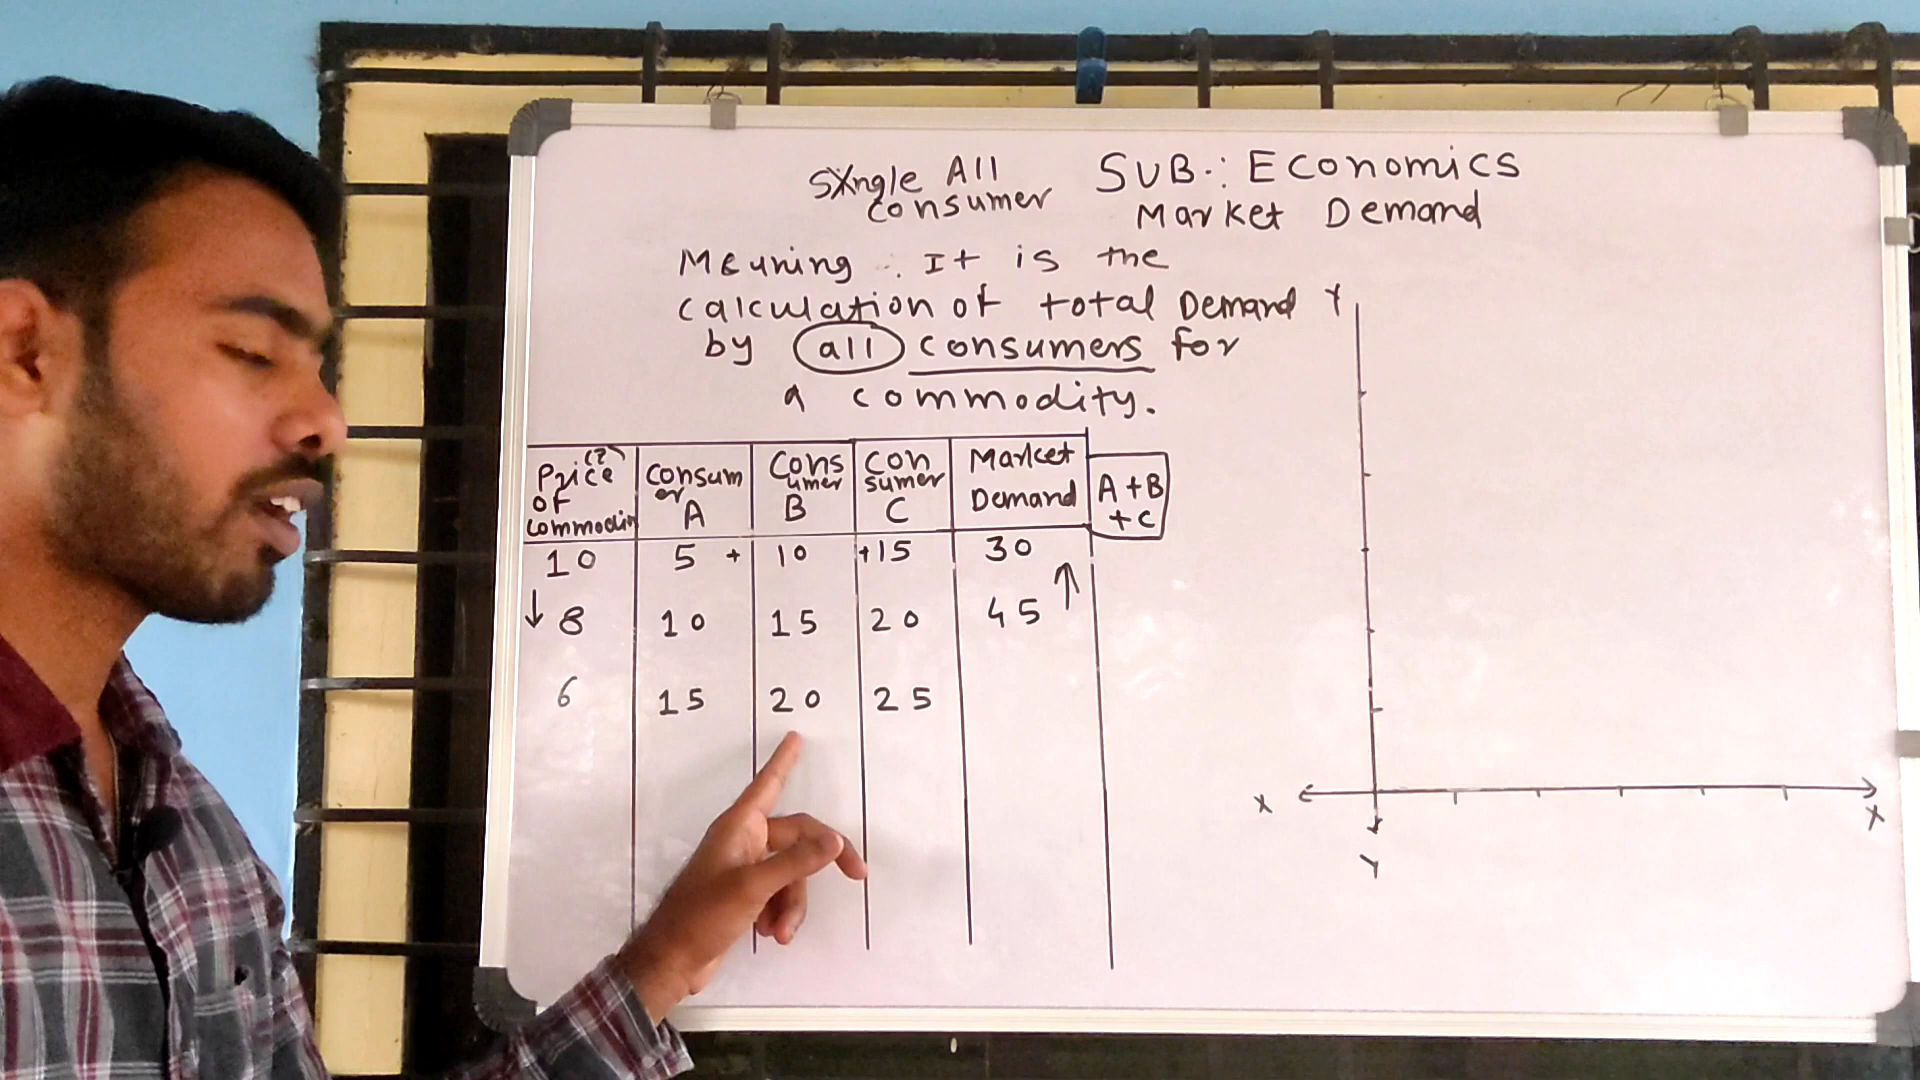 SUB.: Economics
Single All
Consumer
Market Demand
Meuning : It is the
calculation of total Demand
by all consumers for
a commodity.
Price (?) of Commodi
Consumer A
Consumer B
Consumer C
Market Demand
A + B + C
10 5 + 10 +15 30
↓ 8 10 15 20 45 ↑
6 15 20 25
Y
X X
Y